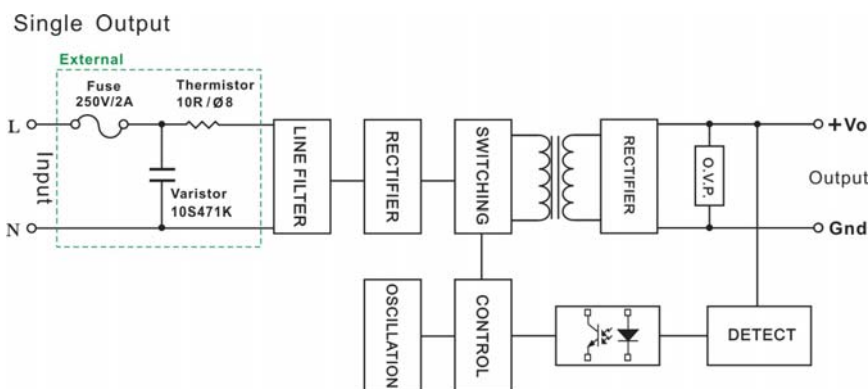 Single Output
External
Fuse
250V/2A
Thermistor
10R/Ø8
L
Input
N
Varistor
10S471K
LINE FILTER
RECTIFIER
SWITCHING
RECTIFIER
O.V.P.
+Vo
Output
Gnd
OSCILLATION
CONTROL
DETECT